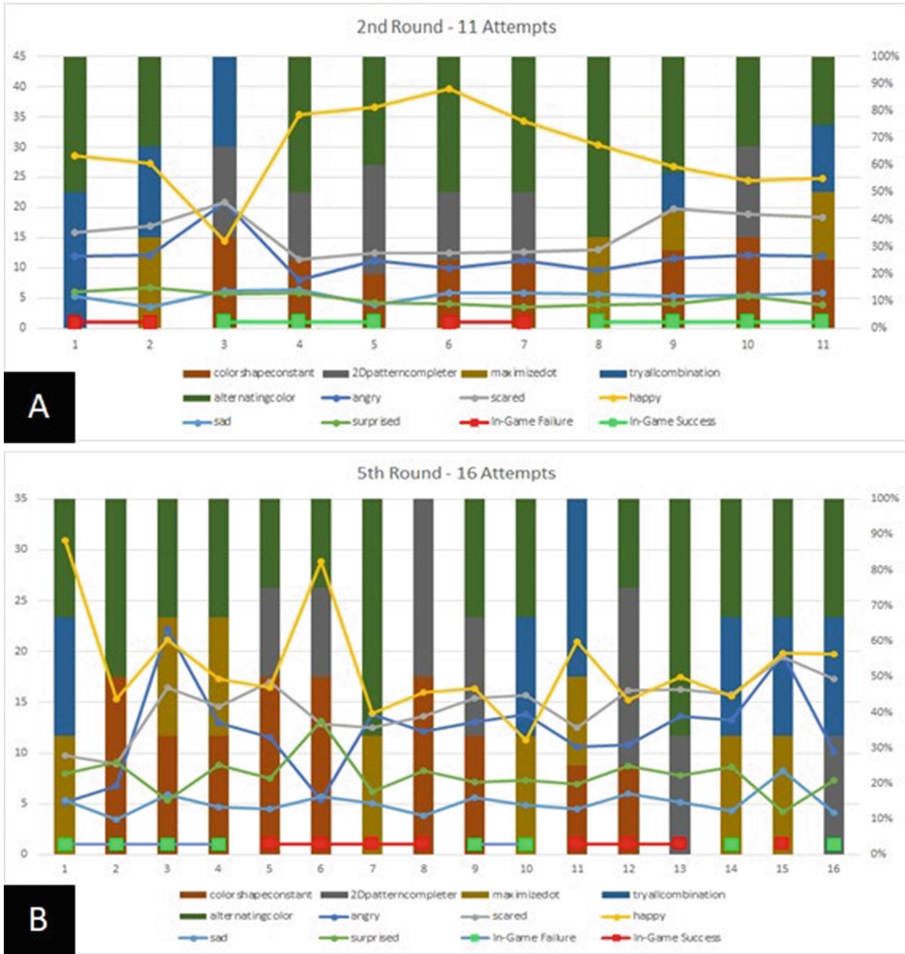 2nd Round - 11 Attempts
45 100%
40 90%
35 80%
30 70%
25 60%
20 50%
15 40%
10 30%
5 20%
0 10%
0%
1 2 3 4 5 6 7 8 9 10 11
colorshapeconstant 2Dpatterncompleter maximizedot tryallcombination
alternatingcolor angry scared happy
sad surprised In-Game Failure In-Game Success
A
5th Round - 16 Attempts
35 100%
30 90%
25 80%
20 70%
15 60%
10 50%
5 40%
0 30%
20%
10%
0%
1 2 3 4 5 6 7 8 9 10 11 12 13 14 15 16
colorshapeconstant 2Dpatterncompleter maximizedot tryallcombination
alternatingcolor angry scared happy
sad surprised In-Game Failure In-Game Success
B